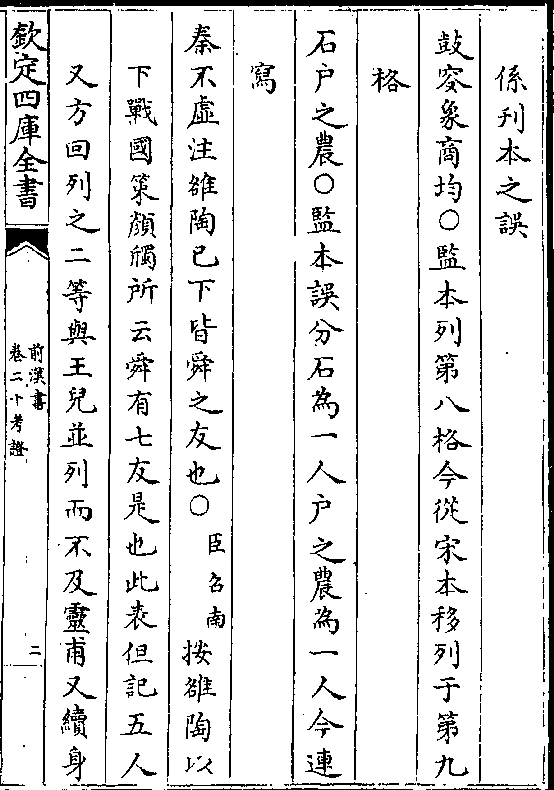 係刊本之誤
鼓叜象商均○監本列第八格今從宋本移列于第九
格
石户之農○監本誤分石為一人户之農為一人今連
寫
秦不虛注雒陶已下皆舜之友也○臣召南按雒陶以
下戰國策顔斶所云舜有七友是也此表但記五人
又方回列之二等與王兒並列而不及靈甫又續身
欽定四庫全書
前漢書
卷二十考證
二